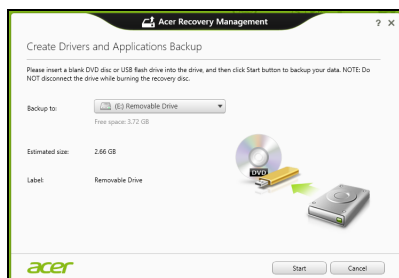 Acer Recovery Management
? ×
Create Drivers and Applications Backup
Please insert a blank DVD disc or USB flash drive into the drive, and then click Start button to backup your data. NOTE: Do
NOT disconnect the drive while burning the recovery disc.
Backup to:
(E:) Removable Drive
Free space: 3.72 GB
Estimated size:
2.66 GB
Label:
Removable Drive
DVD
acer
Start
Cancel